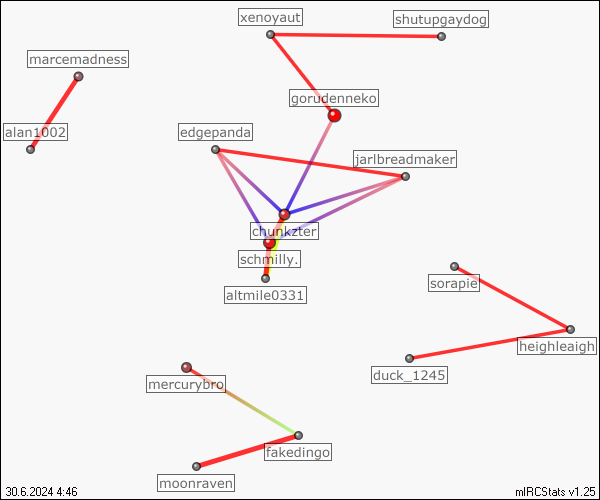 xenoyaut
shutupgaydog
marcemadness
gorudenneko
alan1002
edgepanda
jarlbreadmaker
chunkzter
schmilly.
altmile0331
sorapie
heighleaigh
duck_1245
mercurybro
fakedingo
moonraven
30.6.2024 4:46
mIRCStats v1.25